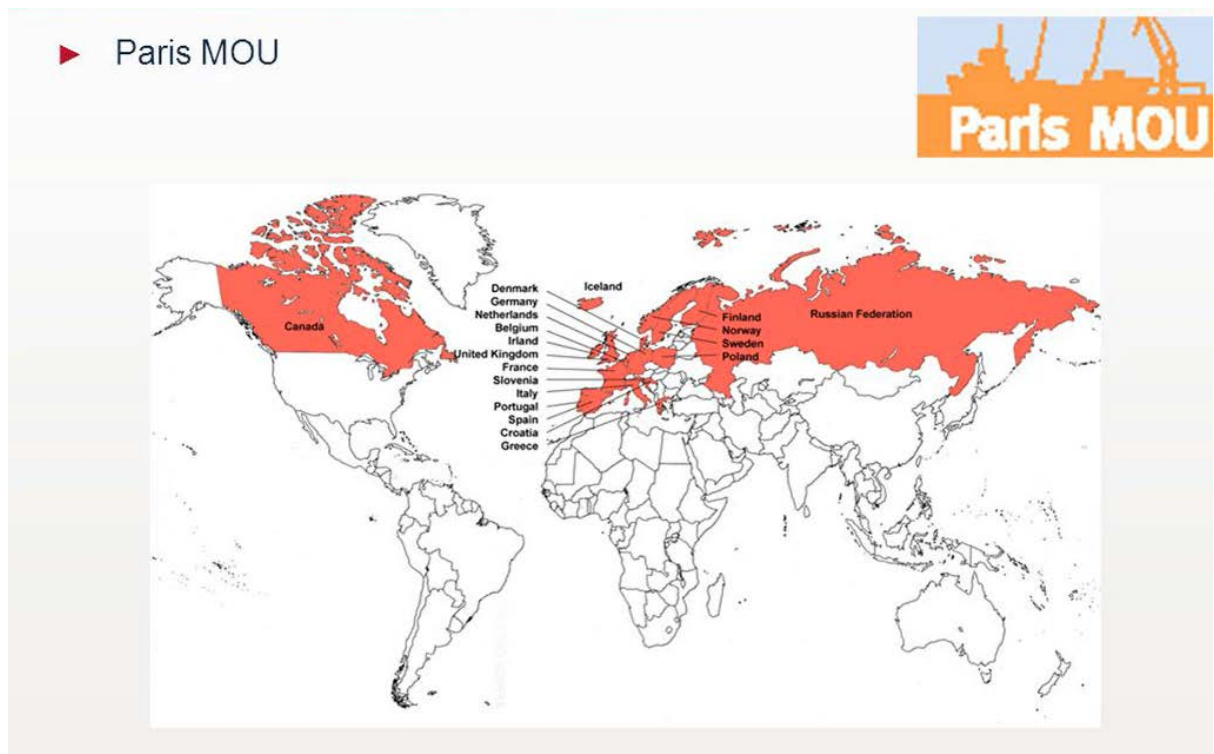 Paris MOU
Paris MOU
Denmark
Iceland
Germany
Netherlands
Finland
Russian Federation
Canada
Belgium
Norway
Irland
Sweden
United Kingdom
Poland
France
Slovenia
Italy
Portugal
Spain
Croatia
Greece